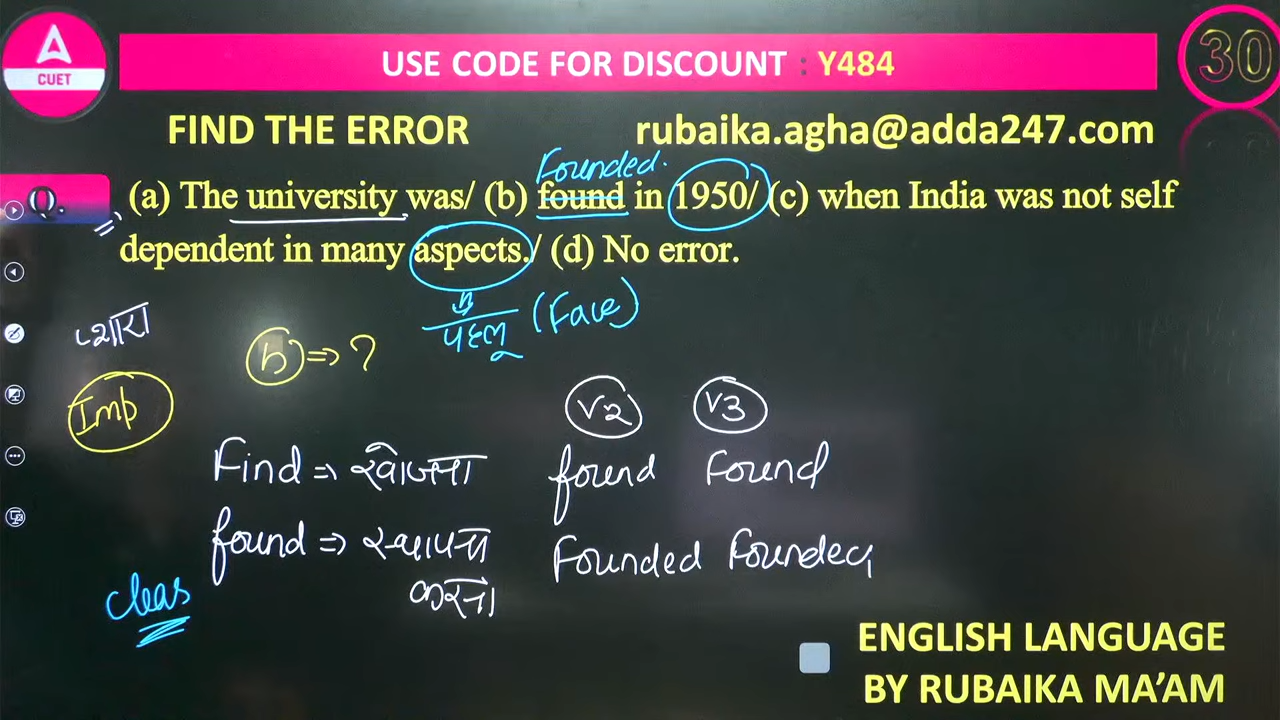 A
CUET
USE CODE FOR DISCOUNT : Y484
30
FIND THE ERROR
rubaika.agha@adda247.com
Founded.
Q.
(a) The university was/ (b) found in 1950/ (c) when India was not self
dependent in many aspects./ (d) No error.
पहलू (Face)
b ⇒ ?
Imp
V2 V3
Find ⇒ खोजना found Found
found ⇒ स्थापना Founded Founded
करना
clear
ENGLISH LANGUAGE
BY RUBAIKA MA'AM